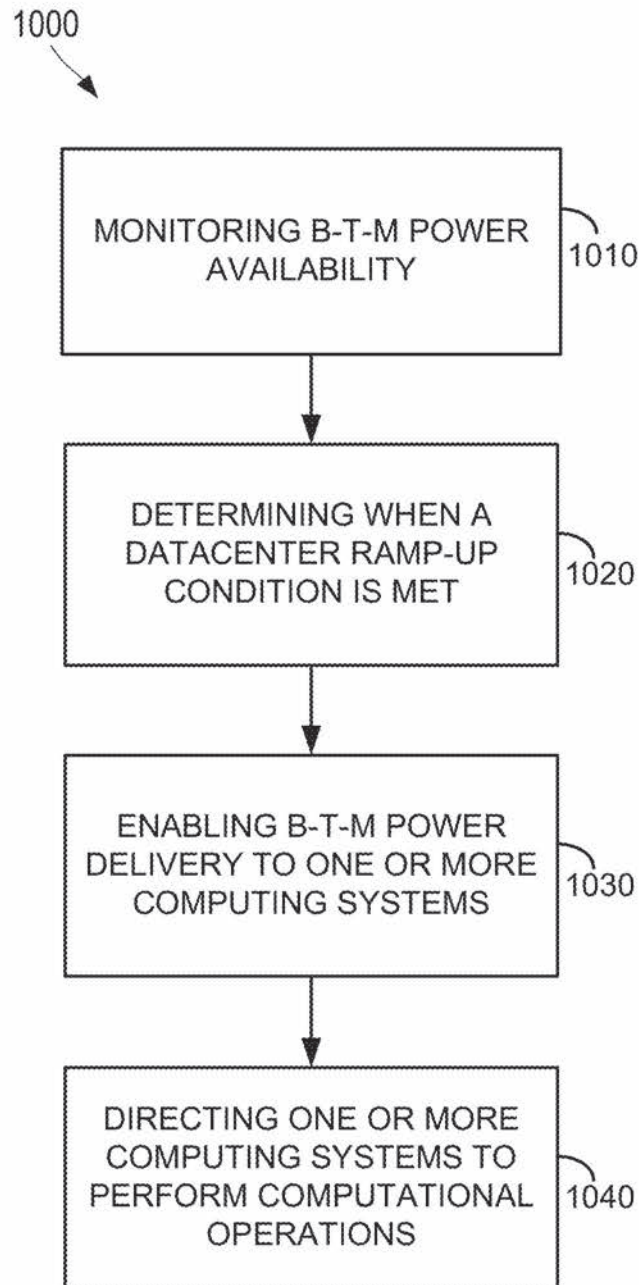 1000
MONITORING B-T-M POWER
AVAILABILITY
1010
DETERMINING WHEN A
DATACENTER RAMP-UP
CONDITION IS MET
1020
ENABLING B-T-M POWER
DELIVERY TO ONE OR MORE
COMPUTING SYSTEMS
1030
DIRECTING ONE OR MORE
COMPUTING SYSTEMS TO
PERFORM COMPUTATIONAL
OPERATIONS
1040